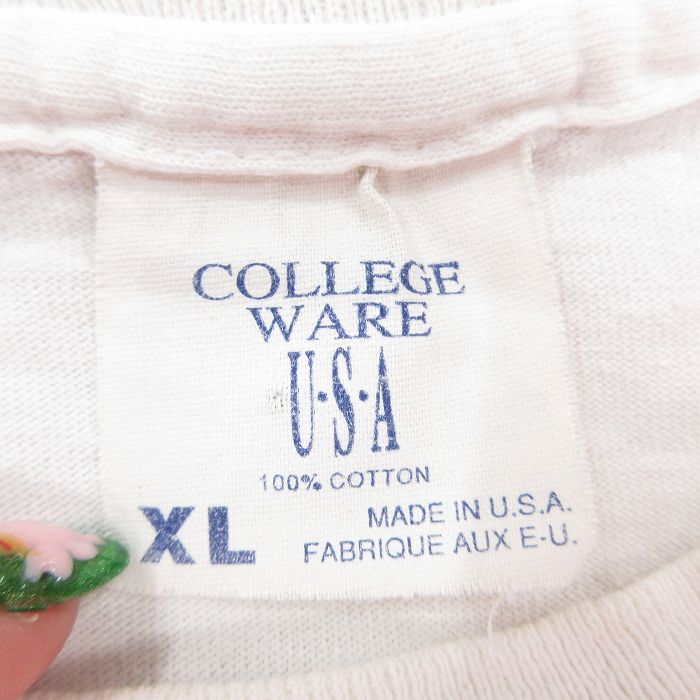 COLLEGE
WARE
U·S·A
100% COTTON
XL
MADE IN U.S.A.
FABRIQUE AUX E-U.